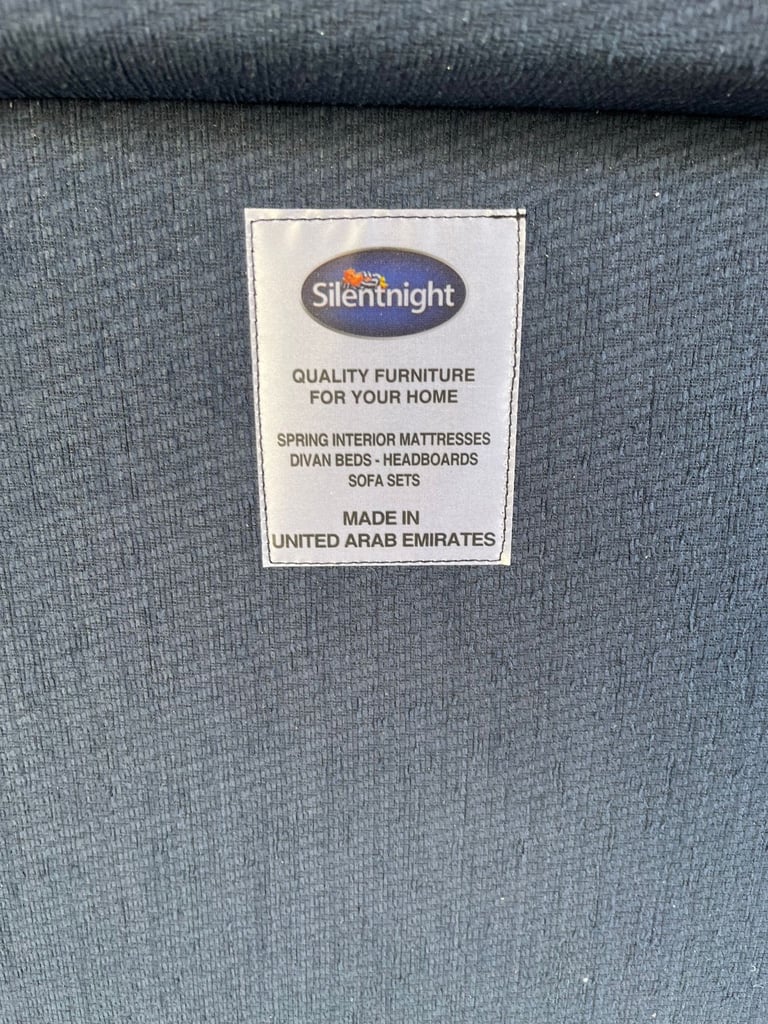 Silentnight
QUALITY FURNITURE
FOR YOUR HOME
SPRING INTERIOR MATTRESSES
DIVAN BEDS - HEADBOARDS
SOFA SETS
MADE IN
UNITED ARAB EMIRATES